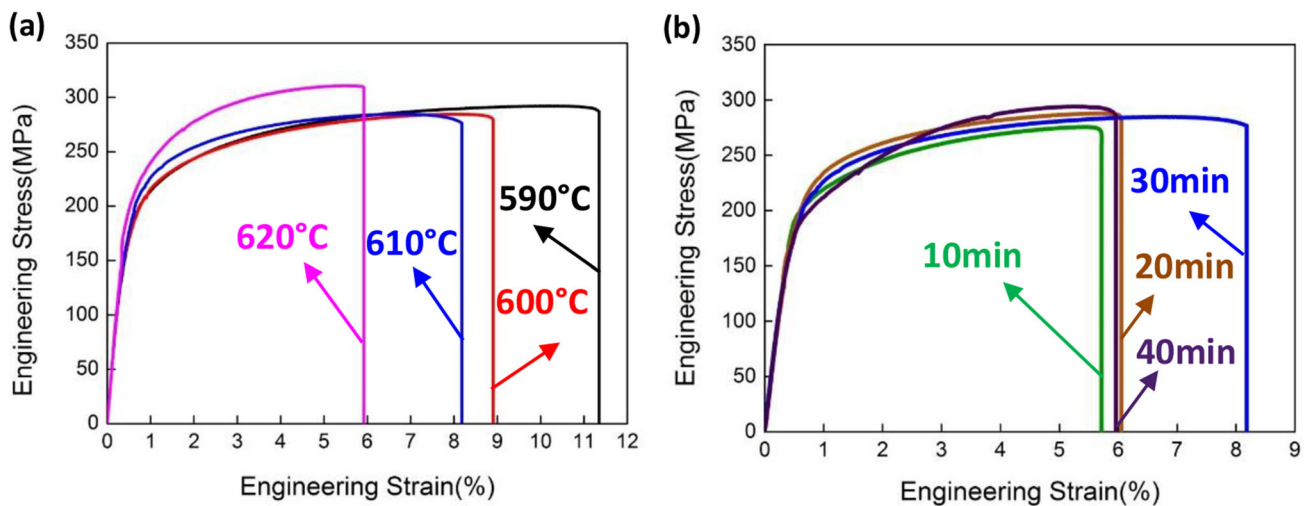 (a)
350
300
250
200
150
100
50
0
Engineering Stress(MPa)
620°C
610°C
590°C
600°C
0 1 2 3 4 5 6 7 8 9 10 11 12
Engineering Strain(%)
(b)
350
300
250
200
150
100
50
0
Engineering Stress(MPa)
30min
10min
20min
40min
0 1 2 3 4 5 6 7 8 9
Engineering Strain(%)